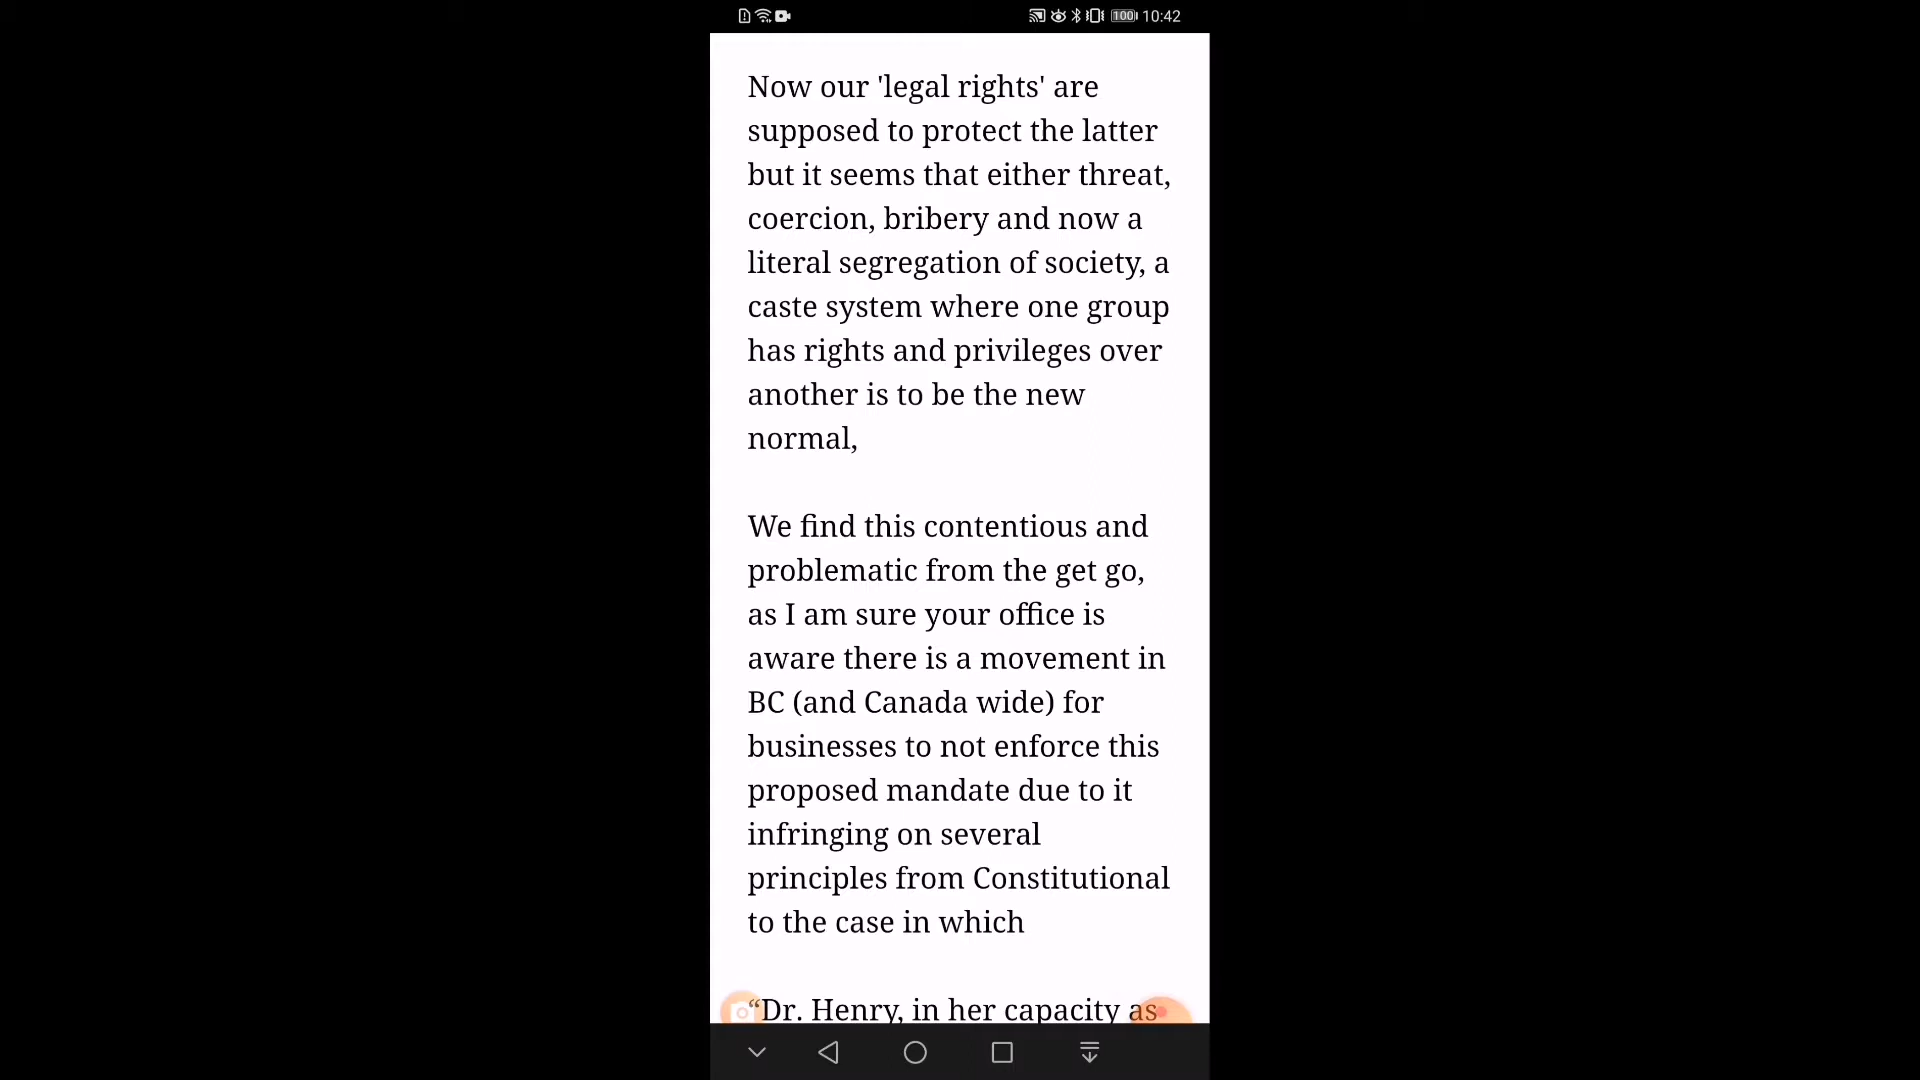 100 10:42
Now our 'legal rights' are
supposed to protect the latter
but it seems that either threat,
coercion, bribery and now a
literal segregation of society, a
caste system where one group
has rights and privileges over
another is to be the new
normal,
We find this contentious and
problematic from the get go,
as I am sure your office is
aware there is a movement in
BC (and Canada wide) for
businesses to not enforce this
proposed mandate due to it
infringing on several
principles from Constitutional
to the case in which
“Dr. Henry, in her capacity as